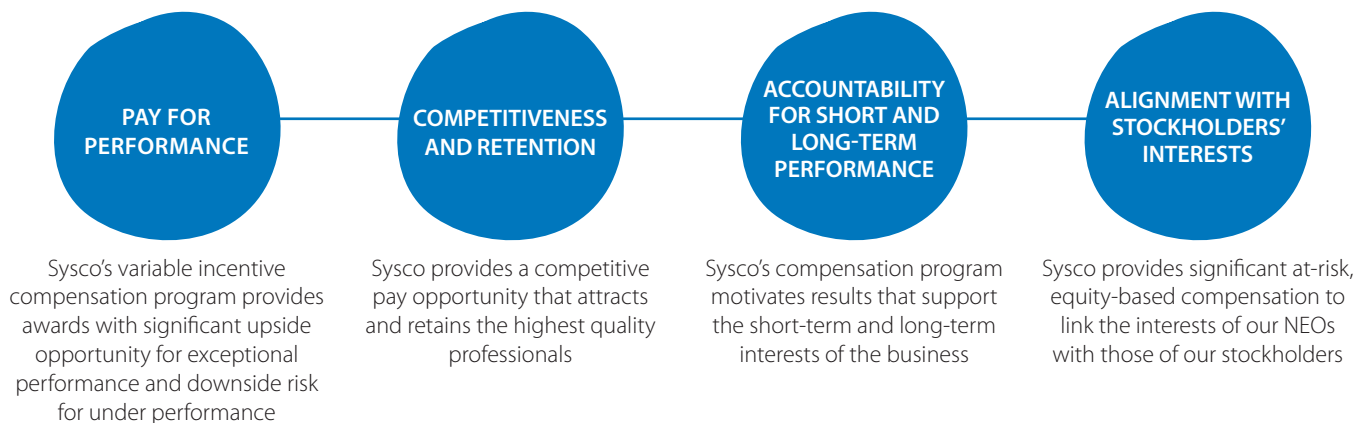 PAY FOR
PERFORMANCE
Sysco’s variable incentive
compensation program provides
awards with significant upside
opportunity for exceptional
performance and downside risk
for under performance
COMPETITIVENESS
AND RETENTION
Sysco provides a competitive
pay opportunity that attracts
and retains the highest quality
professionals
ACCOUNTABILITY
FOR SHORT AND
LONG-TERM
PERFORMANCE
Sysco’s compensation program
motivates results that support
the short-term and long-term
interests of the business
ALIGNMENT WITH
STOCKHOLDERS’
INTERESTS
Sysco provides significant at-risk,
equity-based compensation to
link the interests of our NEOs
with those of our stockholders